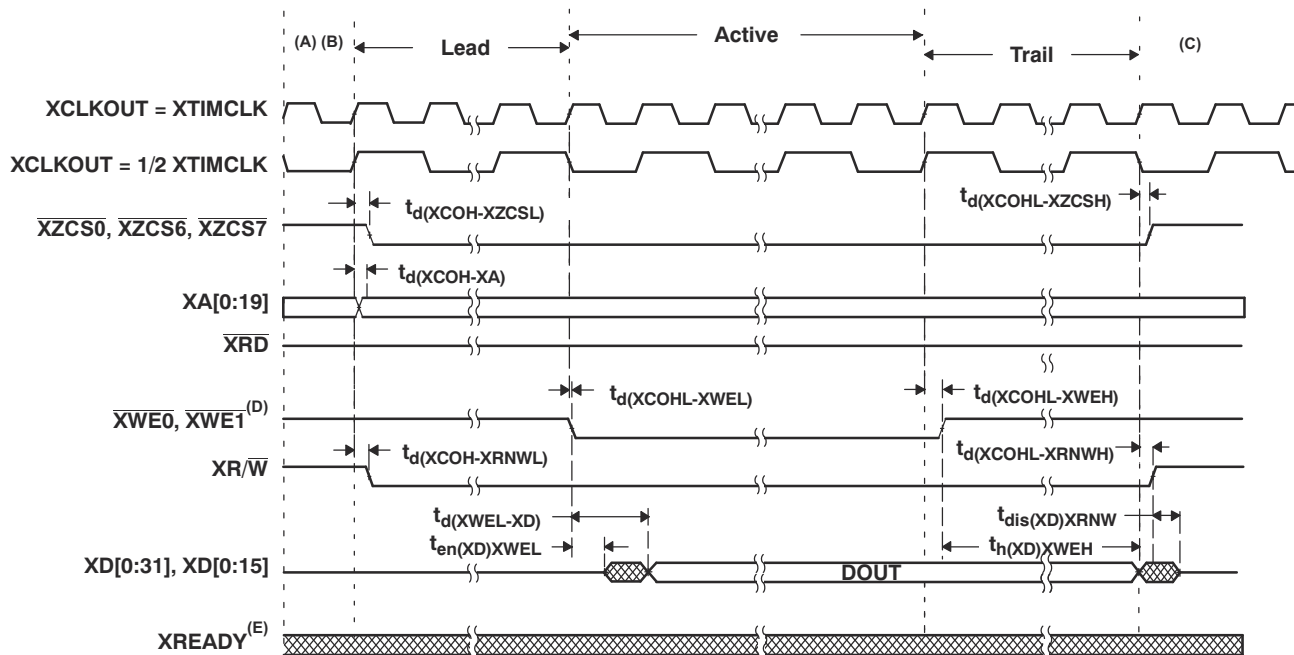 (A) (B)
Lead
Active
Trail
(C)
XCLKOUT = XTIMCLK
XCLKOUT = 1/2 XTIMCLK
td(XCOH-XZCSL)
td(XCOHL-XZCSH)
XZCS0, XZCS6, XZCS7
td(XCOH-XA)
XA[0:19]
XRD
td(XCOHL-XWEL)
td(XCOHL-XWEH)
XWE0, XWE1(D)
td(XCOH-XRNWL)
td(XCOHL-XRNWH)
XR/W
td(XWEL-XD)
tdis(XD)XRNW
ten(XD)XWEL
th(XD)XWEH
XD[0:31], XD[0:15]
DOUT
XREADY(E)